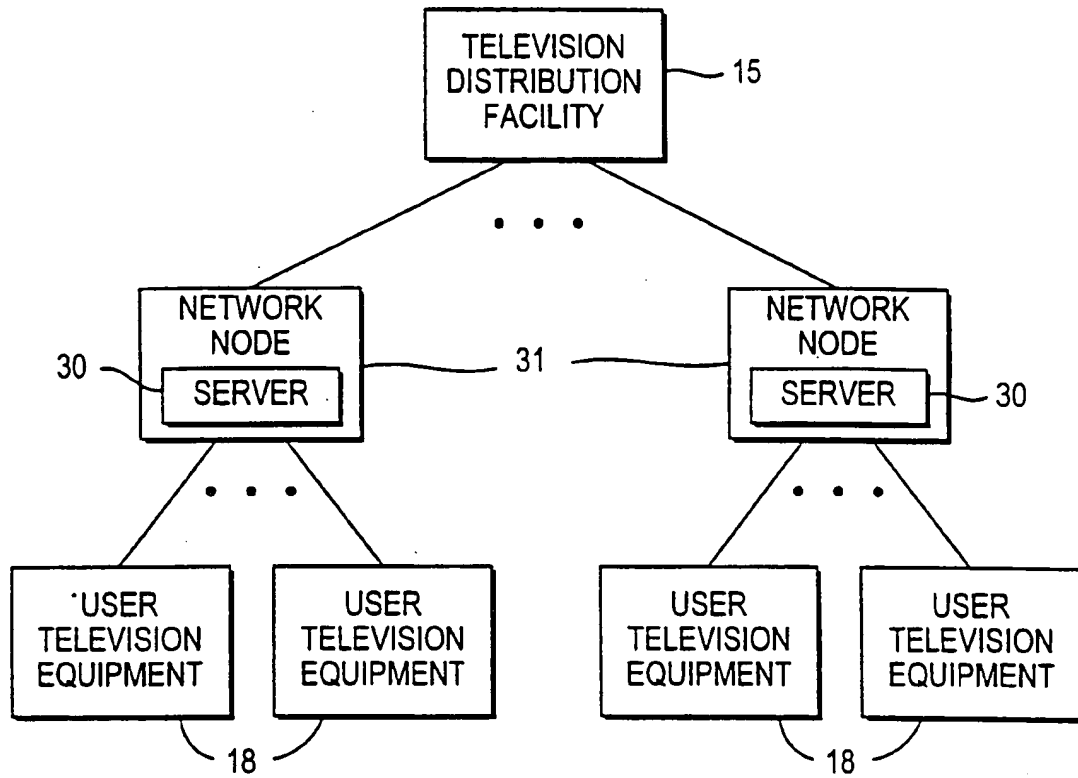 TELEVISION
DISTRIBUTION
FACILITY
15
NETWORK
NODE
SERVER
30
31
NETWORK
NODE
SERVER
30
USER
TELEVISION
EQUIPMENT
USER
TELEVISION
EQUIPMENT
18
USER
TELEVISION
EQUIPMENT
USER
TELEVISION
EQUIPMENT
18